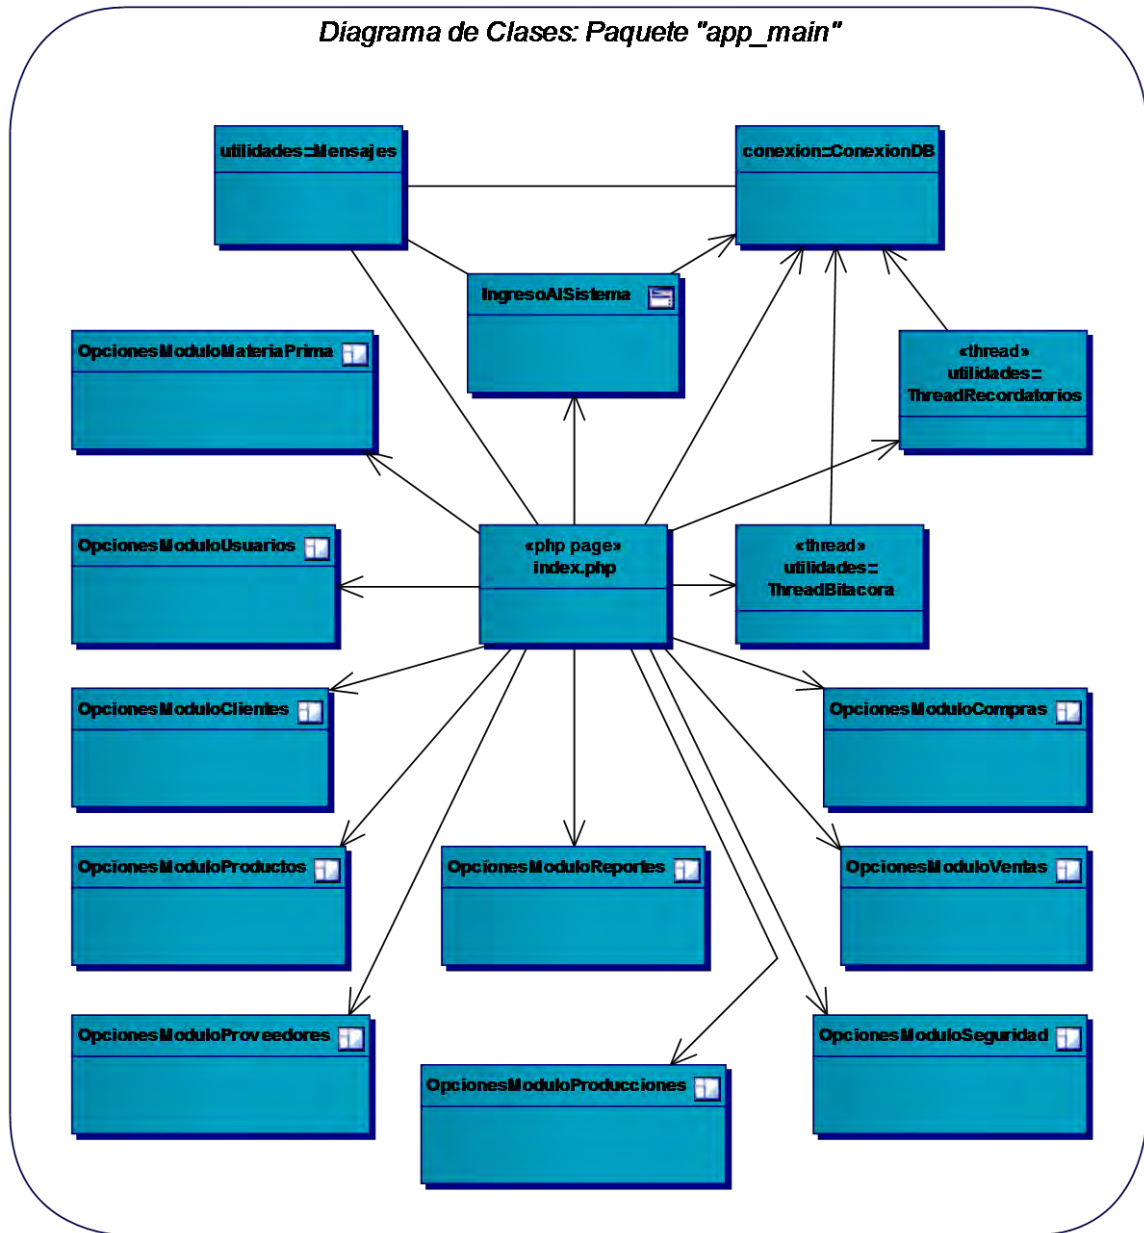 Diagrama de Clases: Paquete "app_main"
utilidades::Mensajes
conexion::ConexionDB
IngresoAlSistema
OpcionesModuloMateriaPrima
«thread»
utilidades::
ThreadRecordatorios
OpcionesModuloUsuarios
«php page»
index.php
«thread»
utilidades::
ThreadBitacora
OpcionesModuloClientes
OpcionesModuloCompras
OpcionesModuloProductos
OpcionesModuloReportes
OpcionesModuloVentas
OpcionesModuloProveedores
OpcionesModuloSeguridad
OpcionesModuloProducciones